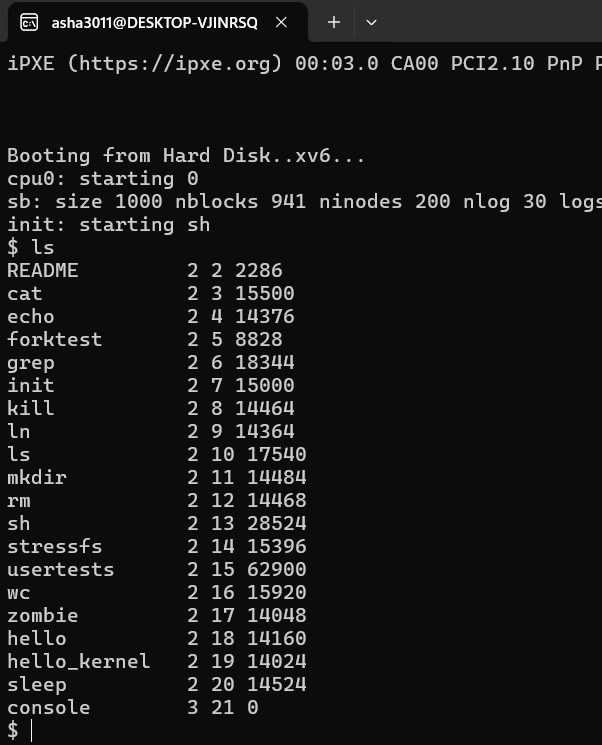 asha3011@DESKTOP-VJINRSQ
iPXE (https://ipxe.org) 00:03.0 CA00 PCI2.10 PnP P
Booting from Hard Disk..xv6...
cpu0: starting 0
sb: size 1000 nblocks 941 ninodes 200 nlog 30 logs
init: starting sh
$ ls
README         2 2 2286
cat            2 3 15500
echo           2 4 14376
forktest       2 5 8828
grep           2 6 18344
init           2 7 15000
kill           2 8 14464
ln             2 9 14364
ls             2 10 17540
mkdir          2 11 14484
rm             2 12 14468
sh             2 13 28524
stressfs       2 14 15396
usertests      2 15 62900
wc             2 16 15920
zombie         2 17 14048
hello          2 18 14160
hello_kernel   2 19 14024
sleep          2 20 14524
console        3 21 0
$